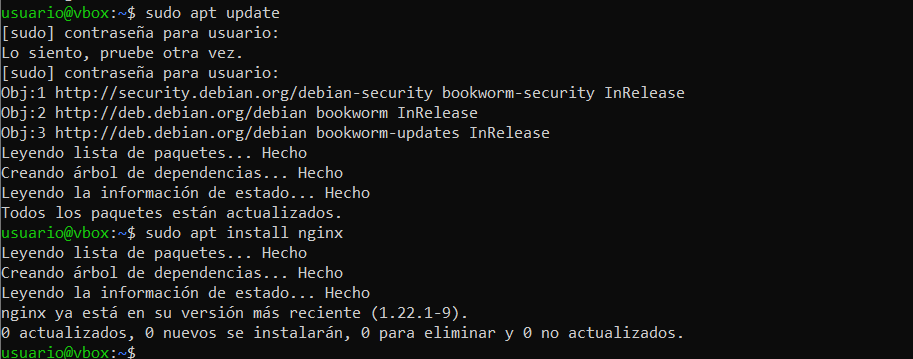 usuario@vbox:~$ sudo apt update
[sudo] contraseña para usuario:
Lo siento, pruebe otra vez.
[sudo] contraseña para usuario:
Obj:1 http://security.debian.org/debian-security bookworm-security InRelease
Obj:2 http://deb.debian.org/debian bookworm InRelease
Obj:3 http://deb.debian.org/debian bookworm-updates InRelease
Leyendo lista de paquetes... Hecho
Creando árbol de dependencias... Hecho
Leyendo la información de estado... Hecho
Todos los paquetes están actualizados.
usuario@vbox:~$ sudo apt install nginx
Leyendo lista de paquetes... Hecho
Creando árbol de dependencias... Hecho
Leyendo la información de estado... Hecho
nginx ya está en su versión más reciente (1.22.1-9).
0 actualizados, 0 nuevos se instalarán, 0 para eliminar y 0 no actualizados.
usuario@vbox:~$